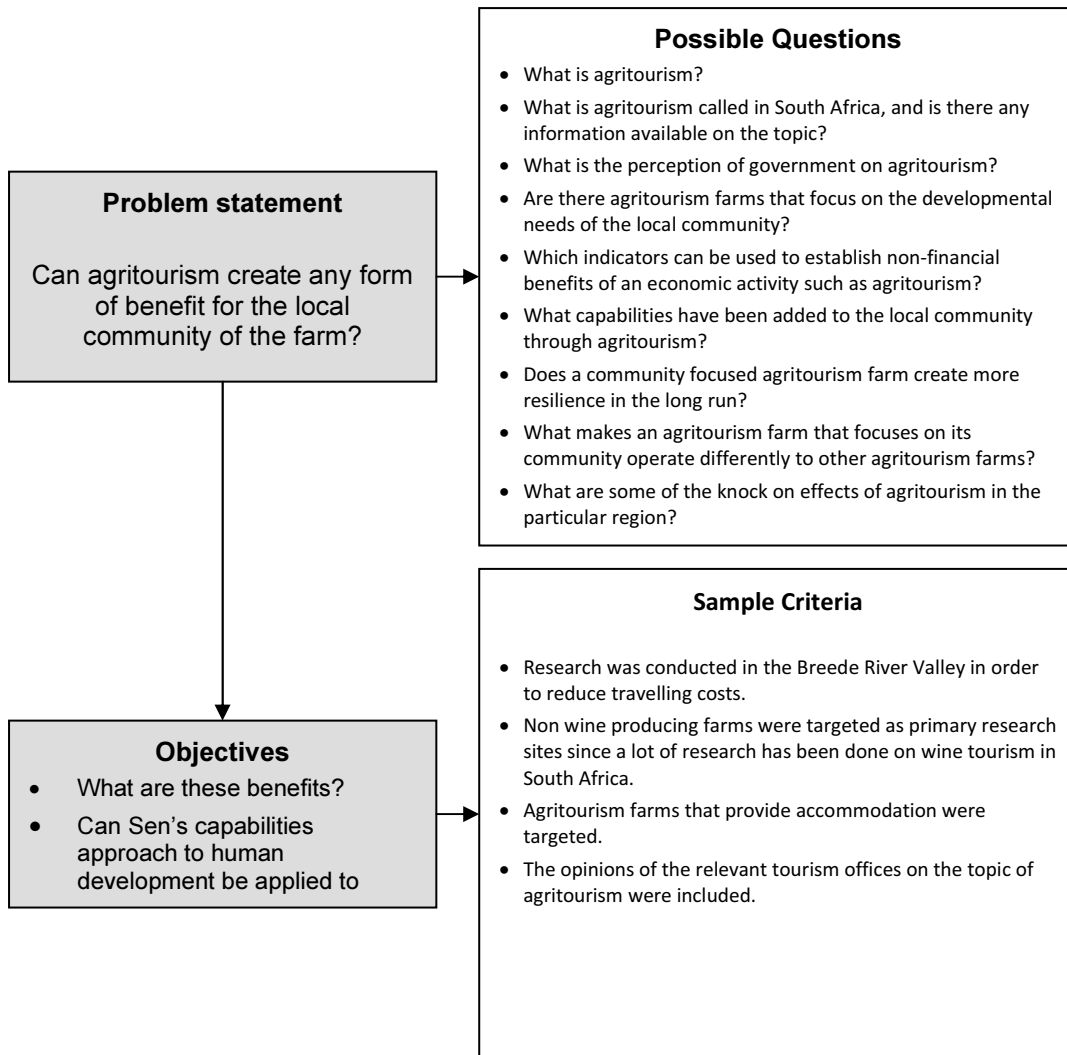 Possible Questions
• What is agritourism?
• What is agritourism called in South Africa, and is there any
information available on the topic?
• What is the perception of government on agritourism?
• Are there agritourism farms that focus on the developmental
needs of the local community?
• Which indicators can be used to establish non-financial
benefits of an economic activity such as agritourism?
• What capabilities have been added to the local community
through agritourism?
• Does a community focused agritourism farm create more
resilience in the long run?
• What makes an agritourism farm that focuses on its
community operate differently to other agritourism farms?
• What are some of the knock on effects of agritourism in the
particular region?
Problem statement
Can agritourism create any form
of benefit for the local
community of the farm?
Objectives
• What are these benefits?
• Can Sen’s capabilities
approach to human
development be applied to
Sample Criteria
• Research was conducted in the Breede River Valley in order
to reduce travelling costs.
• Non wine producing farms were targeted as primary research
sites since a lot of research has been done on wine tourism in
South Africa.
• Agritourism farms that provide accommodation were
targeted.
• The opinions of the relevant tourism offices on the topic of
agritourism were included.